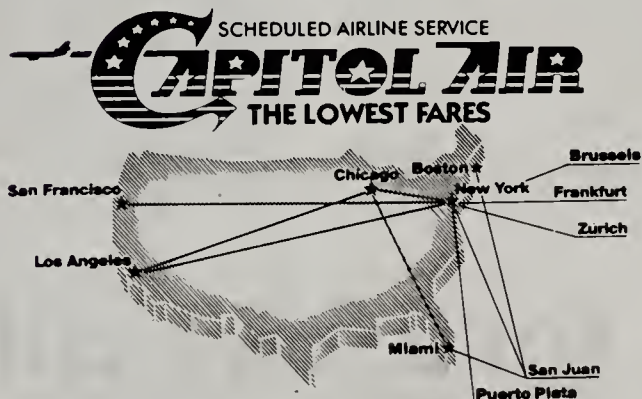 SCHEDULED AIRLINE SERVICE
CAPITOL AIR
THE LOWEST FARES
Boston
Brussels
Chicago
San Francisco
New York
Frankfurt
Zürich
Los Angeles
Miami
San Juan
Puerto Plata